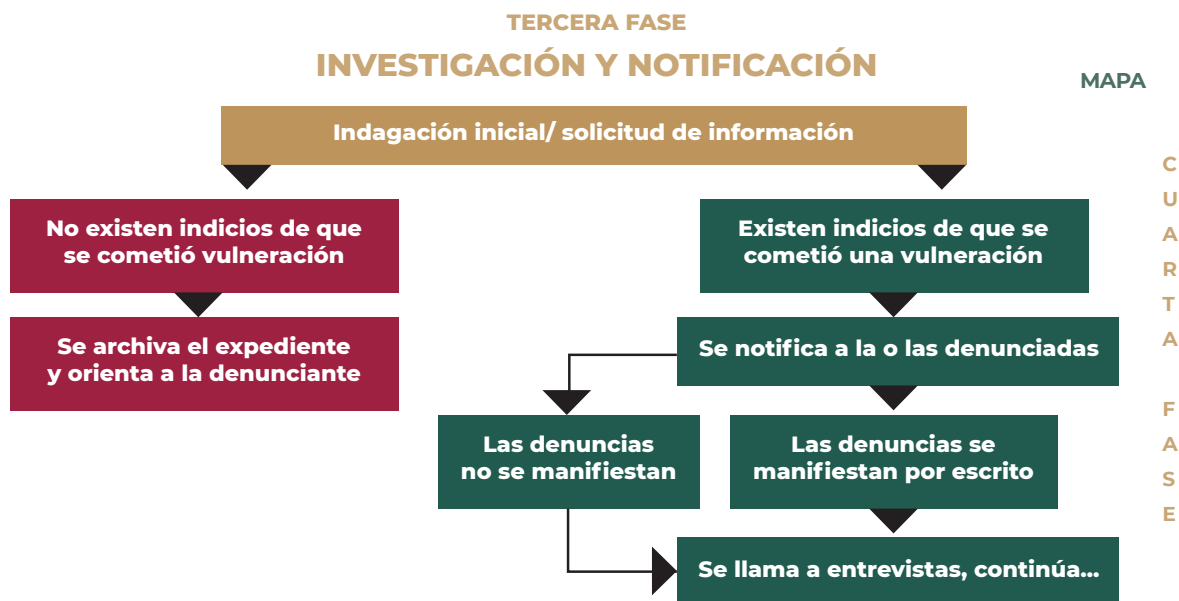 TERCERA FASE
INVESTIGACIÓN Y NOTIFICACIÓN
MAPA
Indagación inicial/ solicitud de información
No existen indicios de que
se cometió vulneración
Existen indicios de que se
cometió una vulneración
Se archiva el expediente
y orienta a la denunciante
Se notifica a la o las denunciadas
Las denuncias
no se manifiestan
Las denuncias se
manifiestan por escrito
Se llama a entrevistas, continúa...
CUARTA FASE